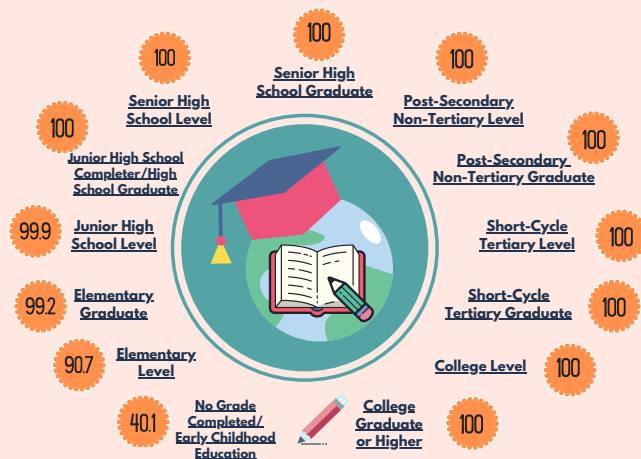 100
Senior High
School Graduate
100
Senior High
School Level
100
Post-Secondary
Non-Tertiary Level
100
Junior High School
Completer/High
School Graduate
100
Post-Secondary
Non-Tertiary Graduate
99.9
Junior High
School Level
Short-Cycle
Tertiary Level
100
99.2
Elementary
Graduate
Short-Cycle
Tertiary Graduate
100
90.7
Elementary
Level
College Level
100
40.1
No Grade
Completed/
Early Childhood
Education
College
Graduate
or Higher
100